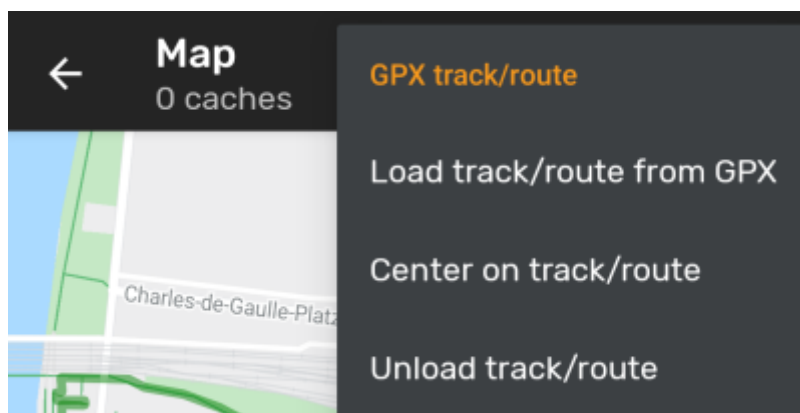 Map
0 caches
GPX track/route
Load track/route from GPX
Center on track/route
Unload track/route
Charles-de-Gaulle-Platz